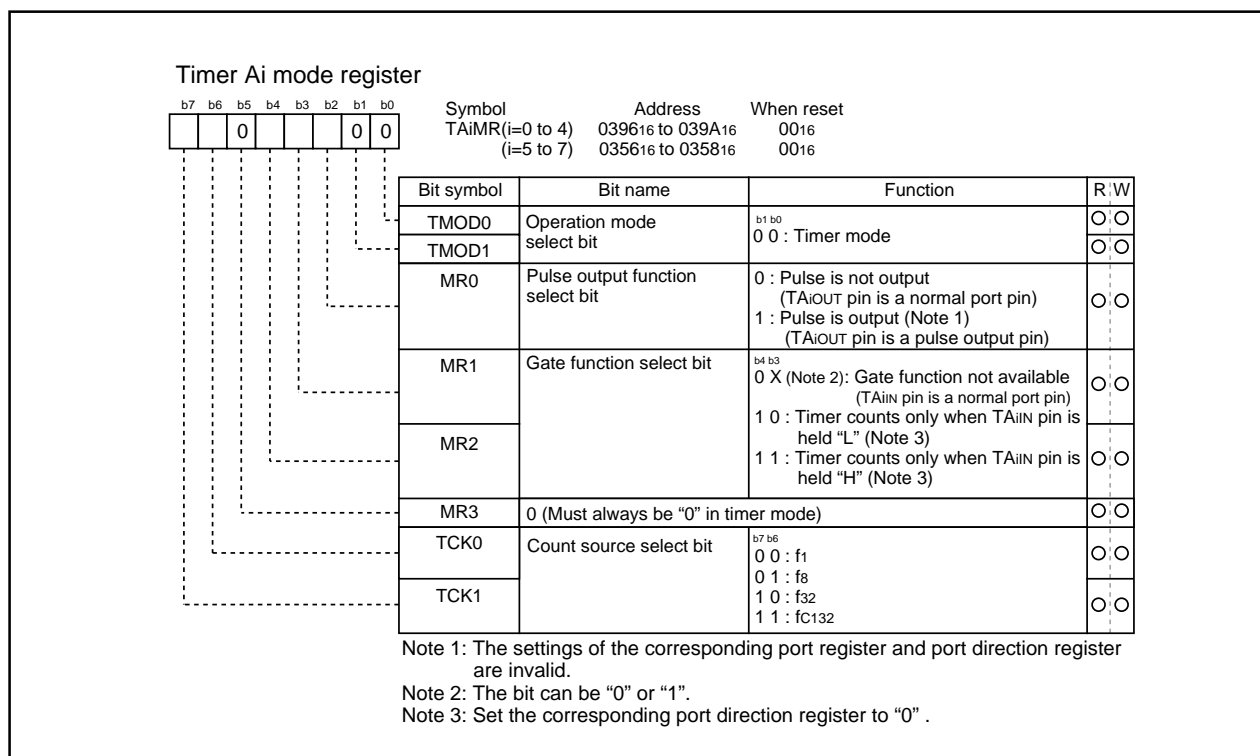 Timer Ai mode register
b7 b6 b5 b4 b3 b2 b1 b0
0 0 0
Symbol Address When reset
TAiMR(i=0 to 4) 039616 to 039A16 0016
(i=5 to 7) 035616 to 035816 0016
Bit symbol Bit name Function R W
TMOD0 Operation mode select bit
TMOD1
b1 b0
0 0 : Timer mode
MR0 Pulse output function select bit
0 : Pulse is not output
(TAiOUT pin is a normal port pin)
1 : Pulse is output (Note 1)
(TAiOUT pin is a pulse output pin)
MR1 Gate function select bit
MR2
b4 b3
0 X (Note 2): Gate function not available
(TAiIN pin is a normal port pin)
1 0 : Timer counts only when TAiIN pin is
held “L” (Note 3)
1 1 : Timer counts only when TAiIN pin is
held “H” (Note 3)
MR3 0 (Must always be “0” in timer mode)
TCK0 Count source select bit
TCK1
b7 b6
0 0 : f1
0 1 : f8
1 0 : f32
1 1 : fC132
Note 1: The settings of the corresponding port register and port direction register
are invalid.
Note 2: The bit can be “0” or “1”.
Note 3: Set the corresponding port direction register to “0” .